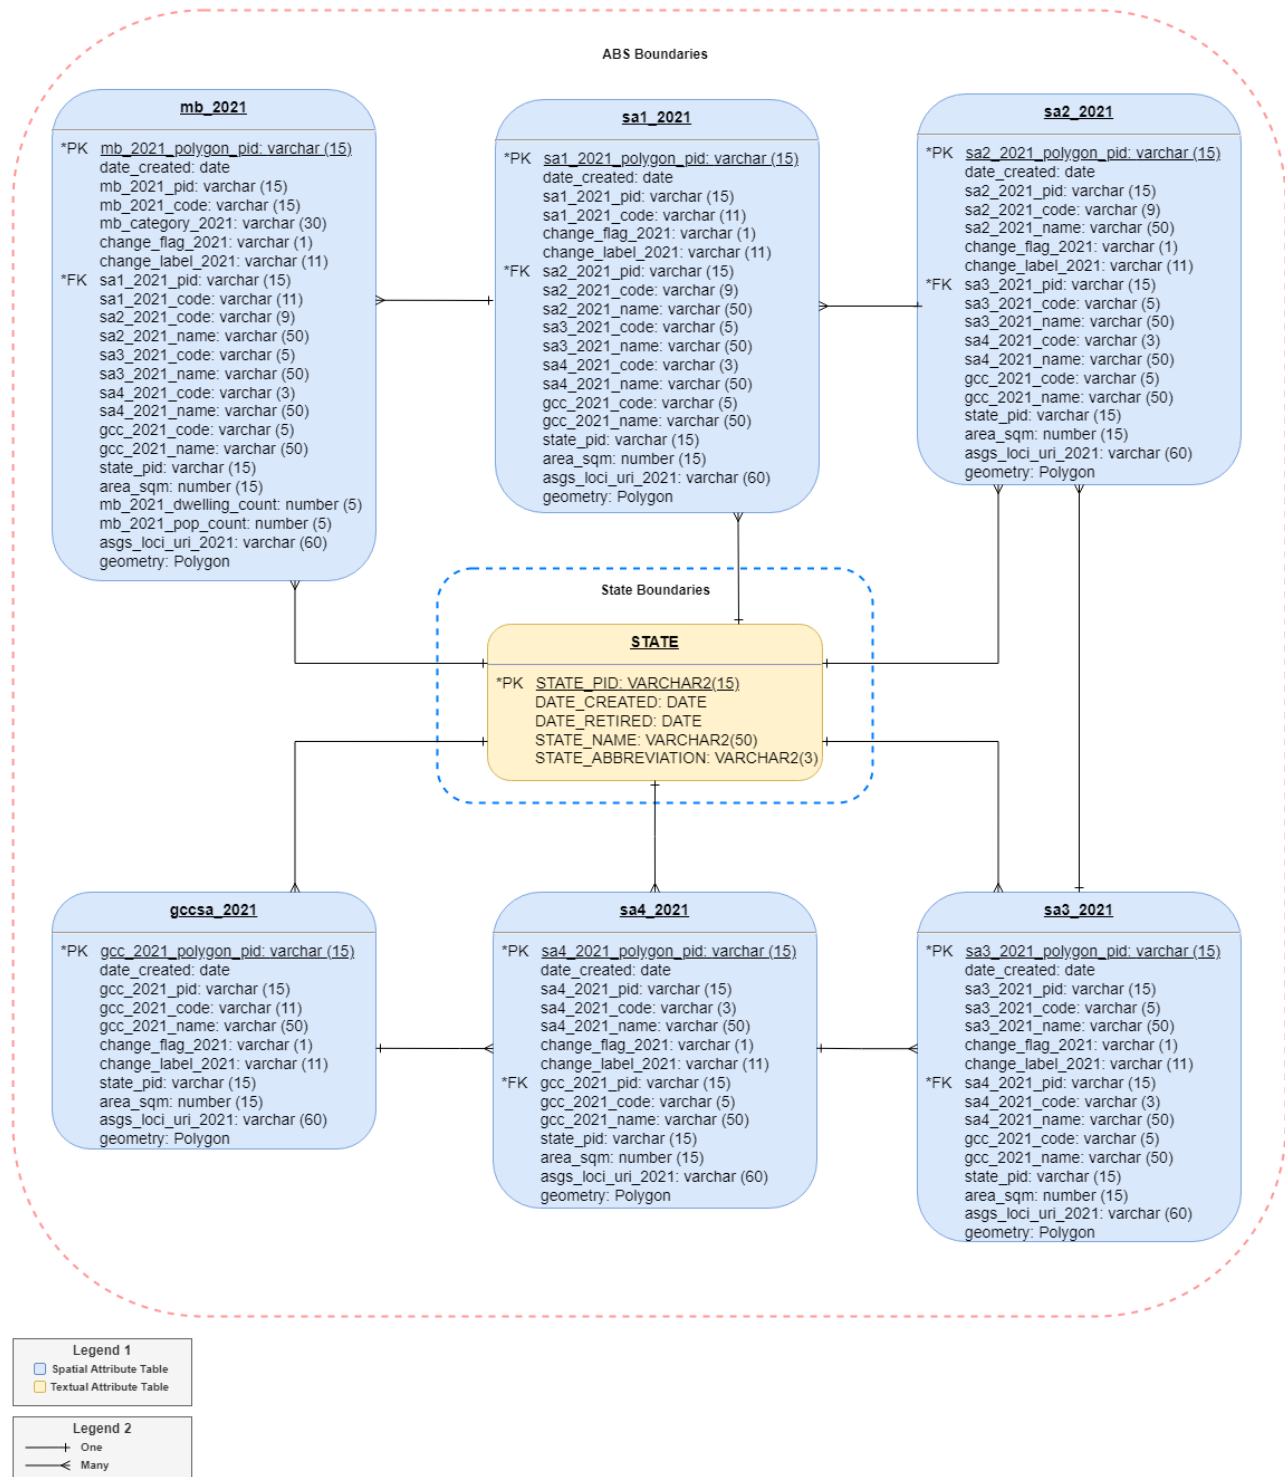 ABS Boundaries
mb_2021
*PK mb_2021_polygon_pid: varchar (15)
date_created: date
mb_2021_pid: varchar (15)
mb_2021_code: varchar (15)
mb_category_2021: varchar (30)
change_flag_2021: varchar (1)
change_label_2021: varchar (11)
*FK sa1_2021_pid: varchar (15)
sa1_2021_code: varchar (11)
sa2_2021_code: varchar (9)
sa2_2021_name: varchar (50)
sa3_2021_code: varchar (5)
sa3_2021_name: varchar (50)
sa4_2021_code: varchar (3)
sa4_2021_name: varchar (50)
gcc_2021_code: varchar (5)
gcc_2021_name: varchar (50)
state_pid: varchar (15)
area_sqm: number (15)
mb_2021_dwelling_count: number (5)
mb_2021_pop_count: number (5)
asgs_loci_uri_2021: varchar (60)
geometry: Polygon
sa1_2021
*PK sa1_2021_polygon_pid: varchar (15)
date_created: date
sa1_2021_pid: varchar (15)
sa1_2021_code: varchar (11)
change_flag_2021: varchar (1)
change_label_2021: varchar (11)
*FK sa2_2021_pid: varchar (15)
sa2_2021_code: varchar (9)
sa2_2021_name: varchar (50)
sa3_2021_code: varchar (5)
sa3_2021_name: varchar (50)
sa4_2021_code: varchar (3)
sa4_2021_name: varchar (50)
gcc_2021_code: varchar (5)
gcc_2021_name: varchar (50)
state_pid: varchar (15)
area_sqm: number (15)
asgs_loci_uri_2021: varchar (60)
geometry: Polygon
sa2_2021
*PK sa2_2021_polygon_pid: varchar (15)
date_created: date
sa2_2021_pid: varchar (15)
sa2_2021_code: varchar (9)
sa2_2021_name: varchar (50)
change_flag_2021: varchar (1)
change_label_2021: varchar (11)
*FK sa3_2021_pid: varchar (15)
sa3_2021_code: varchar (5)
sa3_2021_name: varchar (50)
sa4_2021_code: varchar (3)
sa4_2021_name: varchar (50)
gcc_2021_code: varchar (5)
gcc_2021_name: varchar (50)
state_pid: varchar (15)
area_sqm: number (15)
asgs_loci_uri_2021: varchar (60)
geometry: Polygon
State Boundaries
STATE
*PK STATE_PID: VARCHAR2(15)
DATE_CREATED: DATE
DATE_RETIRED: DATE
STATE_NAME: VARCHAR2(50)
STATE_ABBREVIATION: VARCHAR2(3)
gccsa_2021
*PK gcc_2021_polygon_pid: varchar (15)
date_created: date
gcc_2021_pid: varchar (15)
gcc_2021_code: varchar (11)
gcc_2021_name: varchar (50)
change_flag_2021: varchar (1)
change_label_2021: varchar (11)
state_pid: varchar (15)
area_sqm: number (15)
asgs_loci_uri_2021: varchar (60)
geometry: Polygon
sa4_2021
*PK sa4_2021_polygon_pid: varchar (15)
date_created: date
sa4_2021_pid: varchar (15)
sa4_2021_code: varchar (3)
sa4_2021_name: varchar (50)
change_flag_2021: varchar (1)
change_label_2021: varchar (11)
*FK gcc_2021_pid: varchar (15)
gcc_2021_code: varchar (5)
gcc_2021_name: varchar (50)
state_pid: varchar (15)
area_sqm: number (15)
asgs_loci_uri_2021: varchar (60)
geometry: Polygon
sa3_2021
*PK sa3_2021_polygon_pid: varchar (15)
date_created: date
sa3_2021_pid: varchar (15)
sa3_2021_code: varchar (5)
sa3_2021_name: varchar (50)
change_flag_2021: varchar (1)
change_label_2021: varchar (11)
*FK sa4_2021_pid: varchar (15)
sa4_2021_code: varchar (3)
sa4_2021_name: varchar (50)
gcc_2021_code: varchar (5)
gcc_2021_name: varchar (50)
state_pid: varchar (15)
area_sqm: number (15)
asgs_loci_uri_2021: varchar (60)
geometry: Polygon
Legend 1
Spatial Attribute Table
Textual Attribute Table
Legend 2
One
Many